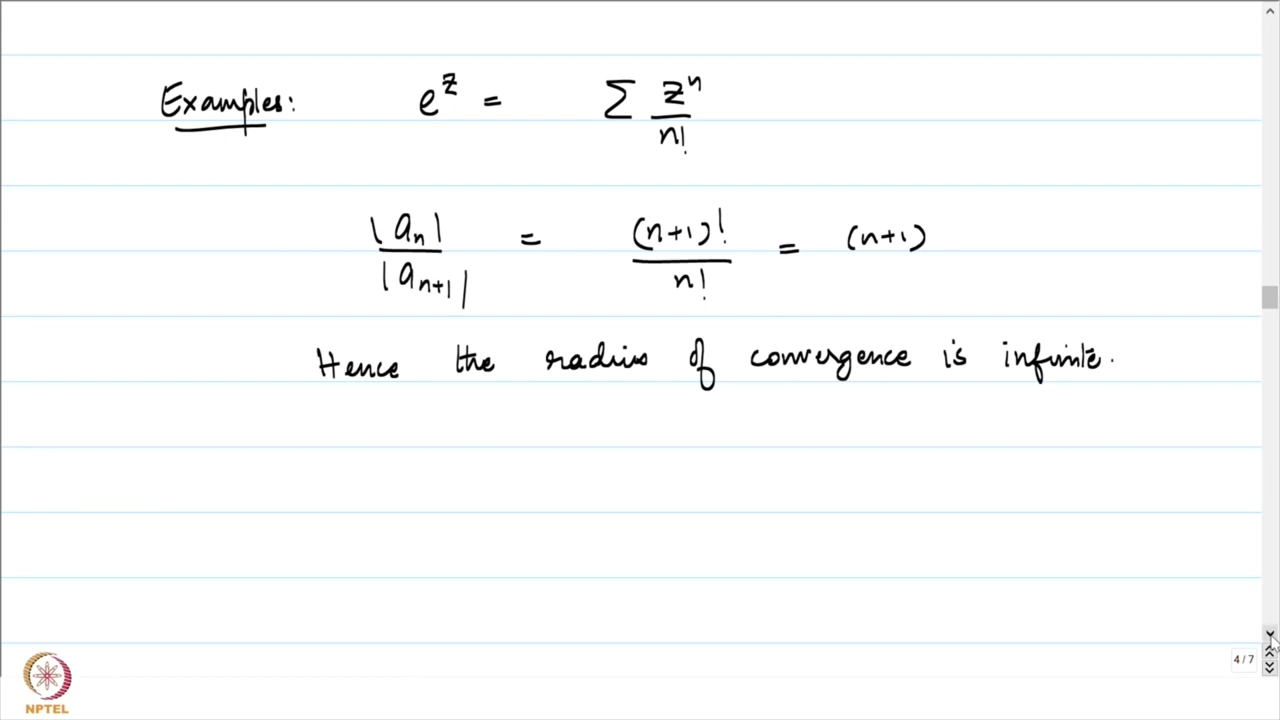 Examples: e^z = Σ z^n / n!
|a_n| / |a_{n+1}| = (n+1)! / n! = (n+1)
Hence the radius of convergence is infinite.
4 / 7
NPTEL